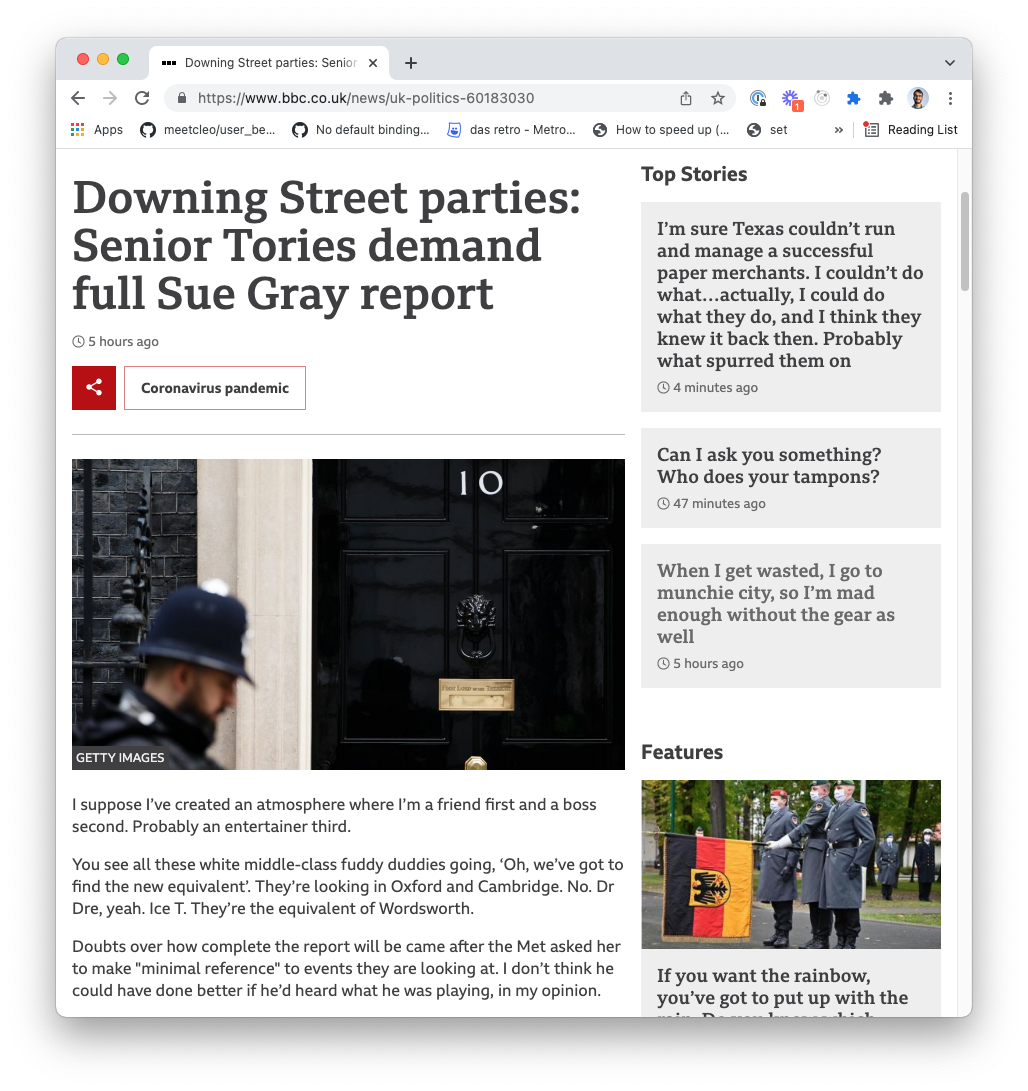 Downing Street parties: Senior
https://www.bbc.co.uk/news/uk-politics-60183030
1
Apps
meetcleo/user_be...
No default binding...
das retro - Metro...
How to speed up (...
set
»
Reading List
Downing Street parties:
Senior Tories demand
full Sue Gray report
5 hours ago
Coronavirus pandemic
10
GETTY IMAGES
I suppose I’ve created an atmosphere where I’m a friend first and a boss
second. Probably an entertainer third.
You see all these white middle-class fuddy duddies going, ‘Oh, we’ve got to
find the new equivalent’. They’re looking in Oxford and Cambridge. No. Dr
Dre, yeah. Ice T. They’re the equivalent of Wordsworth.
Doubts over how complete the report will be came after the Met asked her
to make "minimal reference" to events they are looking at. I don’t think he
could have done better if he’d heard what he was playing, in my opinion.
Top Stories
I’m sure Texas couldn’t run
and manage a successful
paper merchants. I couldn’t do
what…actually, I could do
what they do, and I think they
knew it back then. Probably
what spurred them on
4 minutes ago
Can I ask you something?
Who does your tampons?
47 minutes ago
When I get wasted, I go to
munchie city, so I’m mad
enough without the gear as
well
5 hours ago
Features
If you want the rainbow,
you’ve got to put up with the